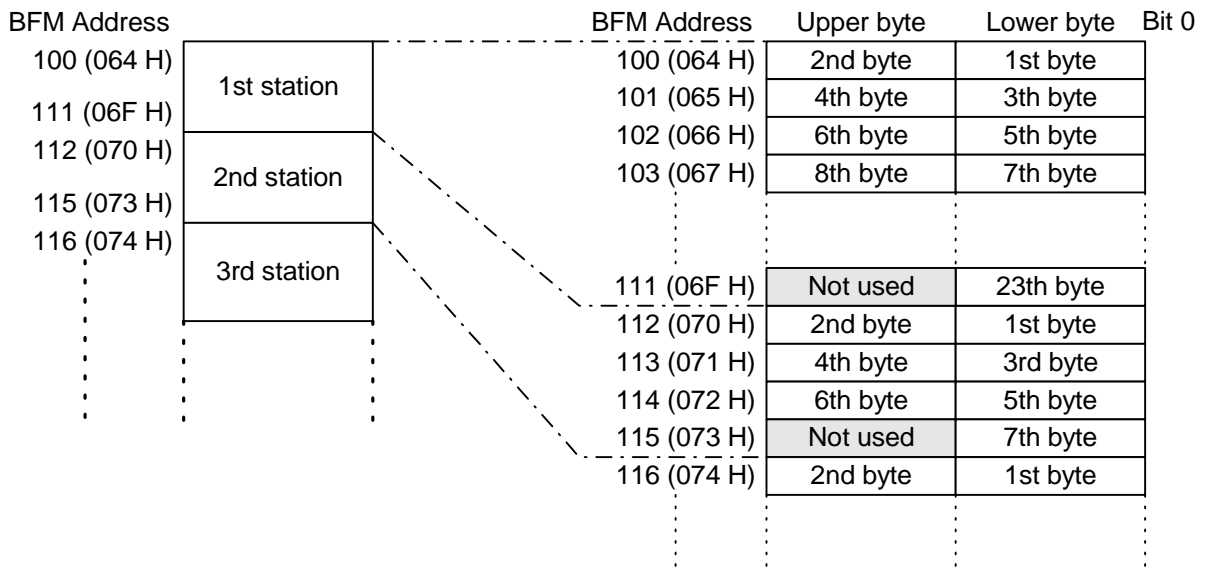 BFM Address
100 (064 H)
1st station
111 (06F H)
112 (070 H)
2nd station
115 (073 H)
116 (074 H)
3rd station
BFM Address Upper byte Lower byte Bit 0
100 (064 H) 2nd byte 1st byte
101 (065 H) 4th byte 3th byte
102 (066 H) 6th byte 5th byte
103 (067 H) 8th byte 7th byte
111 (06F H) Not used 23th byte
112 (070 H) 2nd byte 1st byte
113 (071 H) 4th byte 3rd byte
114 (072 H) 6th byte 5th byte
115 (073 H) Not used 7th byte
116 (074 H) 2nd byte 1st byte